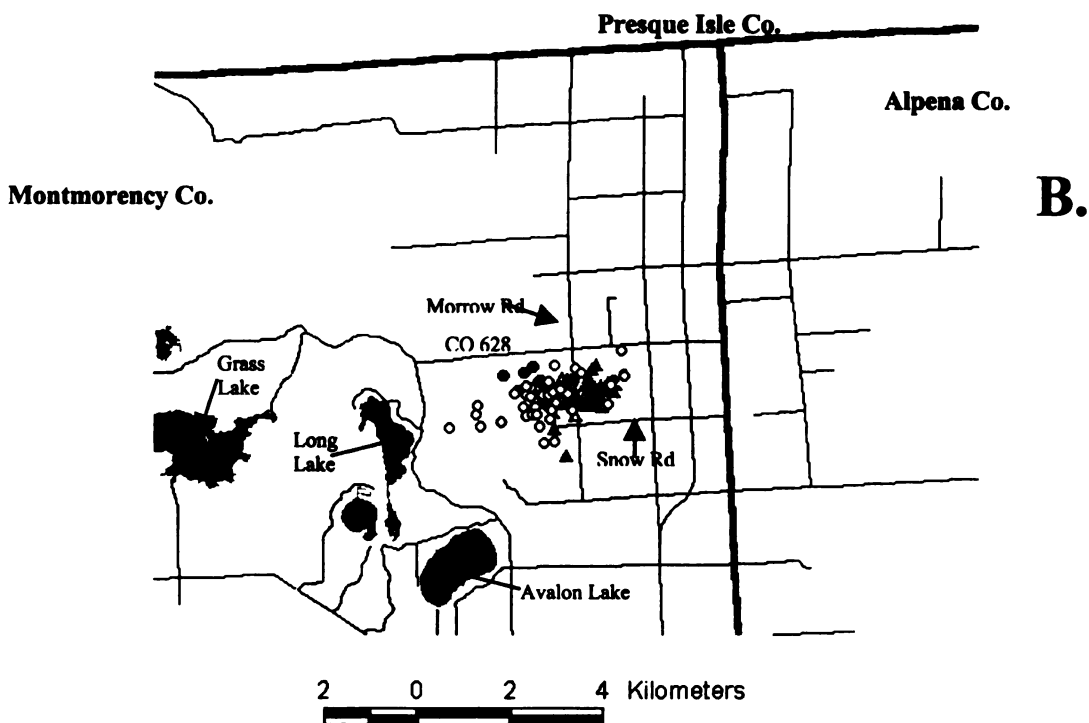 Presque Isle Co.
Alpena Co.
Montmorency Co.
B.
Morrow Rd
CO 628
Grass
Lake
Long
Lake
Snow Rd
Avalon Lake
2 0 2 4 Kilometers